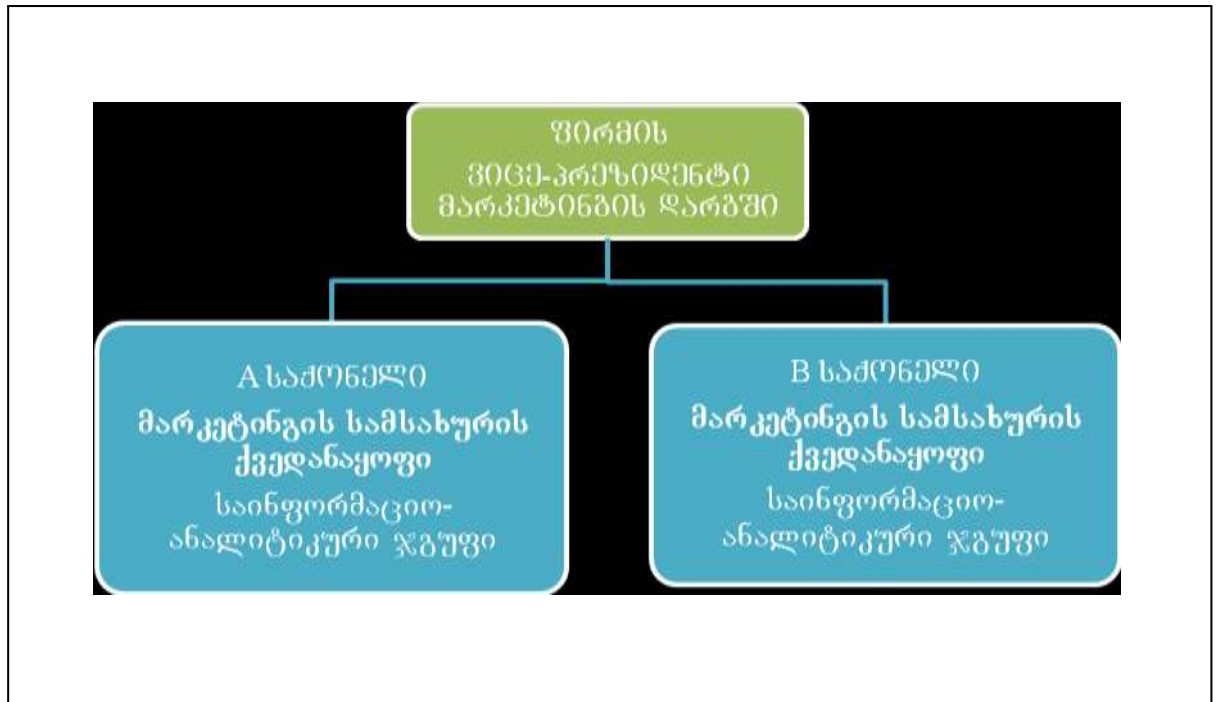 ფირმის
ვიცე-პრეზიდენტი
მარკეტინგის დარგში
A საქონელი
მარკეტინგის სამსახურის
ქვედანაყოფი
საინფორმაციო-
ანალიტიკური ჯგუფი
B საქონელი
მარკეტინგის სამსახურის
ქვედანაყოფი
საინფორმაციო-
ანალიტიკური ჯგუფი